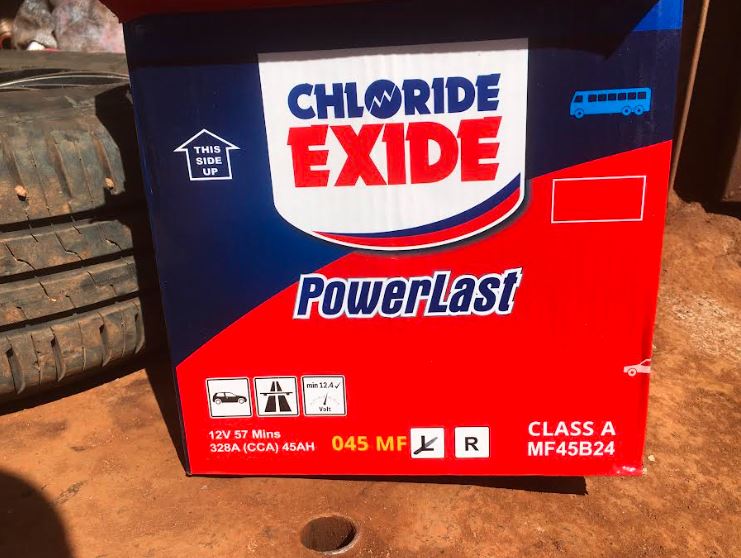 CHLORIDE
EXIDE
THIS
SIDE
UP
PowerLast
min 12.4✓
Volt
12V 57 Mins
328A (CCA) 45AH
045 MF
R
CLASS A
MF45B24